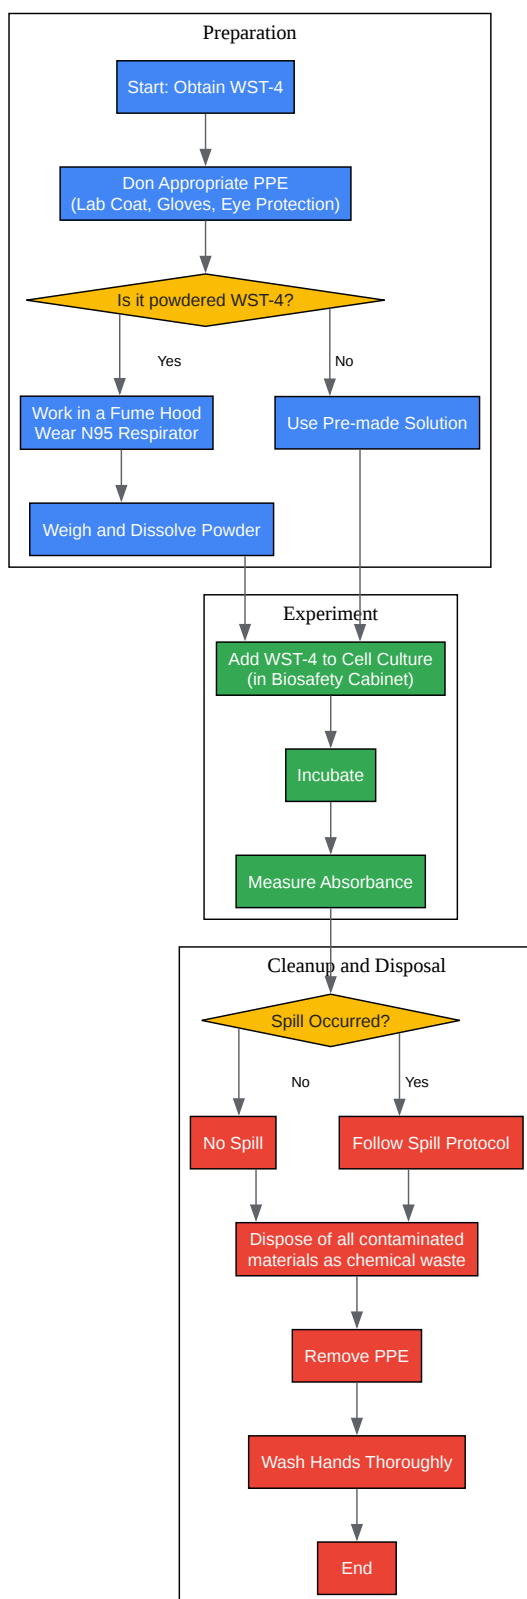 Preparation
Start: Obtain WST-4
Don Appropriate PPE
(Lab Coat, Gloves, Eye Protection)
Is it powdered WST-4?
Yes
No
Work in a Fume Hood
Wear N95 Respirator
Use Pre-made Solution
Weigh and Dissolve Powder
Experiment
Add WST-4 to Cell Culture
(in Biosafety Cabinet)
Incubate
Measure Absorbance
Cleanup and Disposal
Spill Occurred?
No
Yes
No Spill
Follow Spill Protocol
Dispose of all contaminated
materials as chemical waste
Remove PPE
Wash Hands Thoroughly
End